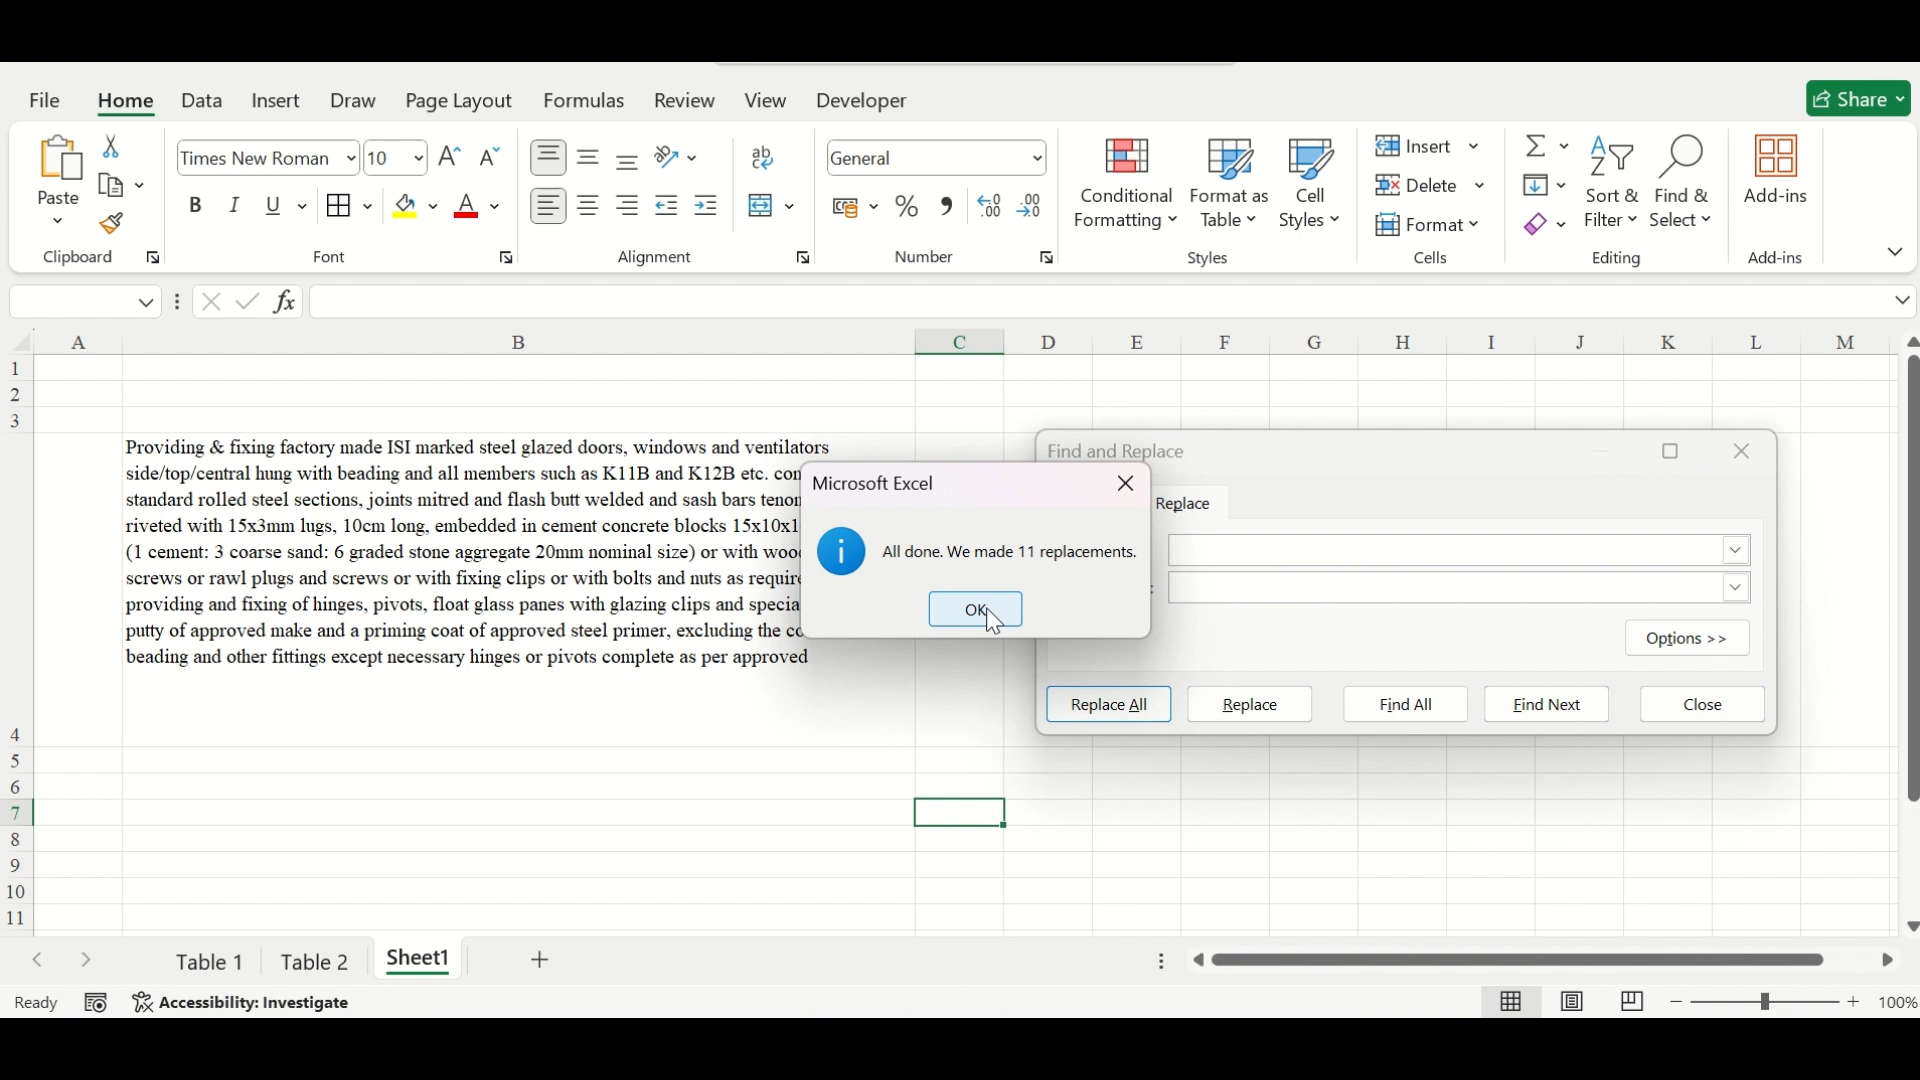 File Home Data Insert Draw Page Layout Formulas Review View Developer Share
Paste
Clipboard
Times New Roman 10
B I U A
Font
ab
Alignment
General
% , .00 .00
Number
Conditional Formatting
Format as Table
Cell Styles
Styles
Insert
Delete
Format
Cells
Sort & Filter
Find & Select
Editing
Add-ins
Add-ins
fx
A B C D E F G H I J K L M
1
2
3
Providing & fixing factory made ISI marked steel glazed doors, windows and ventilators
side/top/central hung with beading and all members such as K11B and K12B etc.
standard rolled steel sections, joints mitred and flash butt welded and sash bars
riveted with 15x3mm lugs, 10cm long, embedded in cement concrete blocks
(1 cement: 3 coarse sand: 6 graded stone aggregate 20mm nominal size) or with
screws or rawl plugs and screws or with fixing clips or with bolts and nuts as
providing and fixing of hinges, pivots, float glass panes with glazing clips and
putty of approved make and a priming coat of approved steel primer, excluding the
beading and other fittings except necessary hinges or pivots complete as per approved
4
5
6
7
8
9
10
11
Find and Replace
Replace
:
Options >>
Replace All Replace Find All Find Next Close
Microsoft Excel
All done. We made 11 replacements.
OK
Table 1 Table 2 Sheet1
Ready Accessibility: Investigate 100%